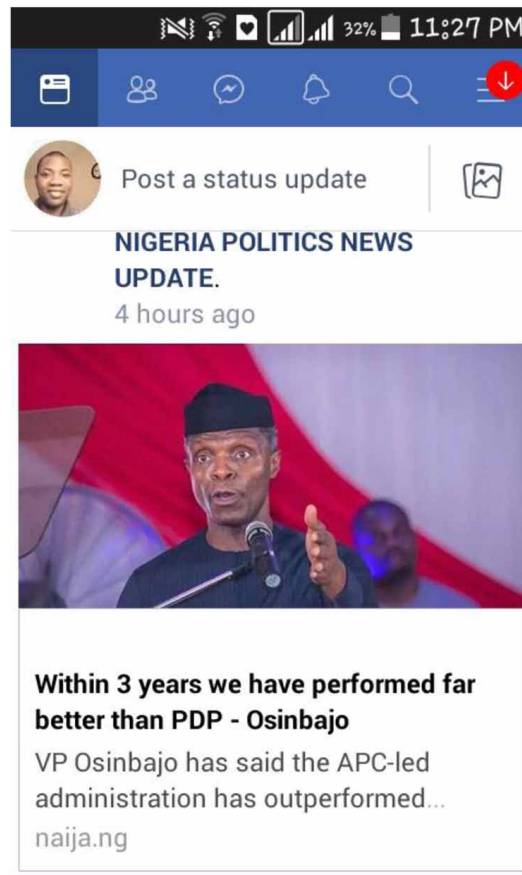 32% 11:27 PM
Post a status update
NIGERIA POLITICS NEWS
UPDATE.
4 hours ago
Within 3 years we have performed far
better than PDP - Osinbajo
VP Osinbajo has said the APC-led
administration has outperformed...
naija.ng